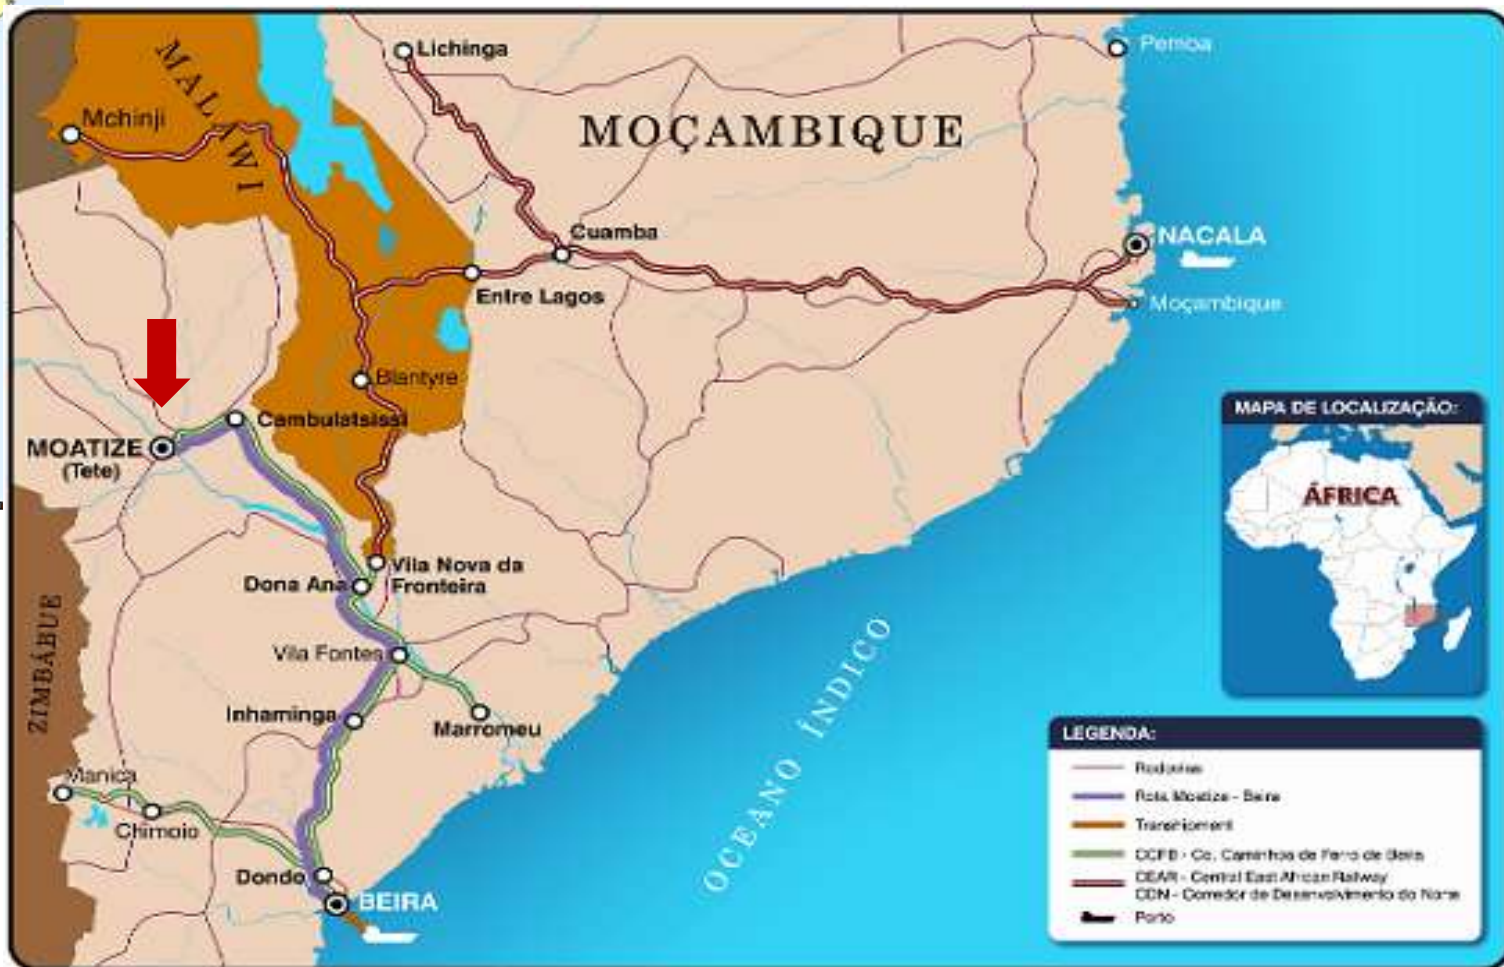 Lichinga
Pemba
MALAWI
Mchinji
MOÇAMBIQUE
Cuamba
NACALA
Entre Lagos
Moçambique
Blantyre
Cambulatsissi
MOATIZE
(Tete)
MAPA DE LOCALIZAÇÃO:
ÁFRICA
Vila Nova da
Fronteira
Dona Ana
ZIMBÁBUE
Vila Fontes
OCEANO ÍNDICO
Inhaminga
Marromeu
Manica
Chimoio
Dondo
BEIRA
LEGENDA:
Rodovias
Rota Moatize - Beira
Transhipment
CCFB - Co. Caminhos de Ferro de Beira
CEAR - Central East African Railway
CDN - Corredor de Desenvolvimento do Norte
Porto